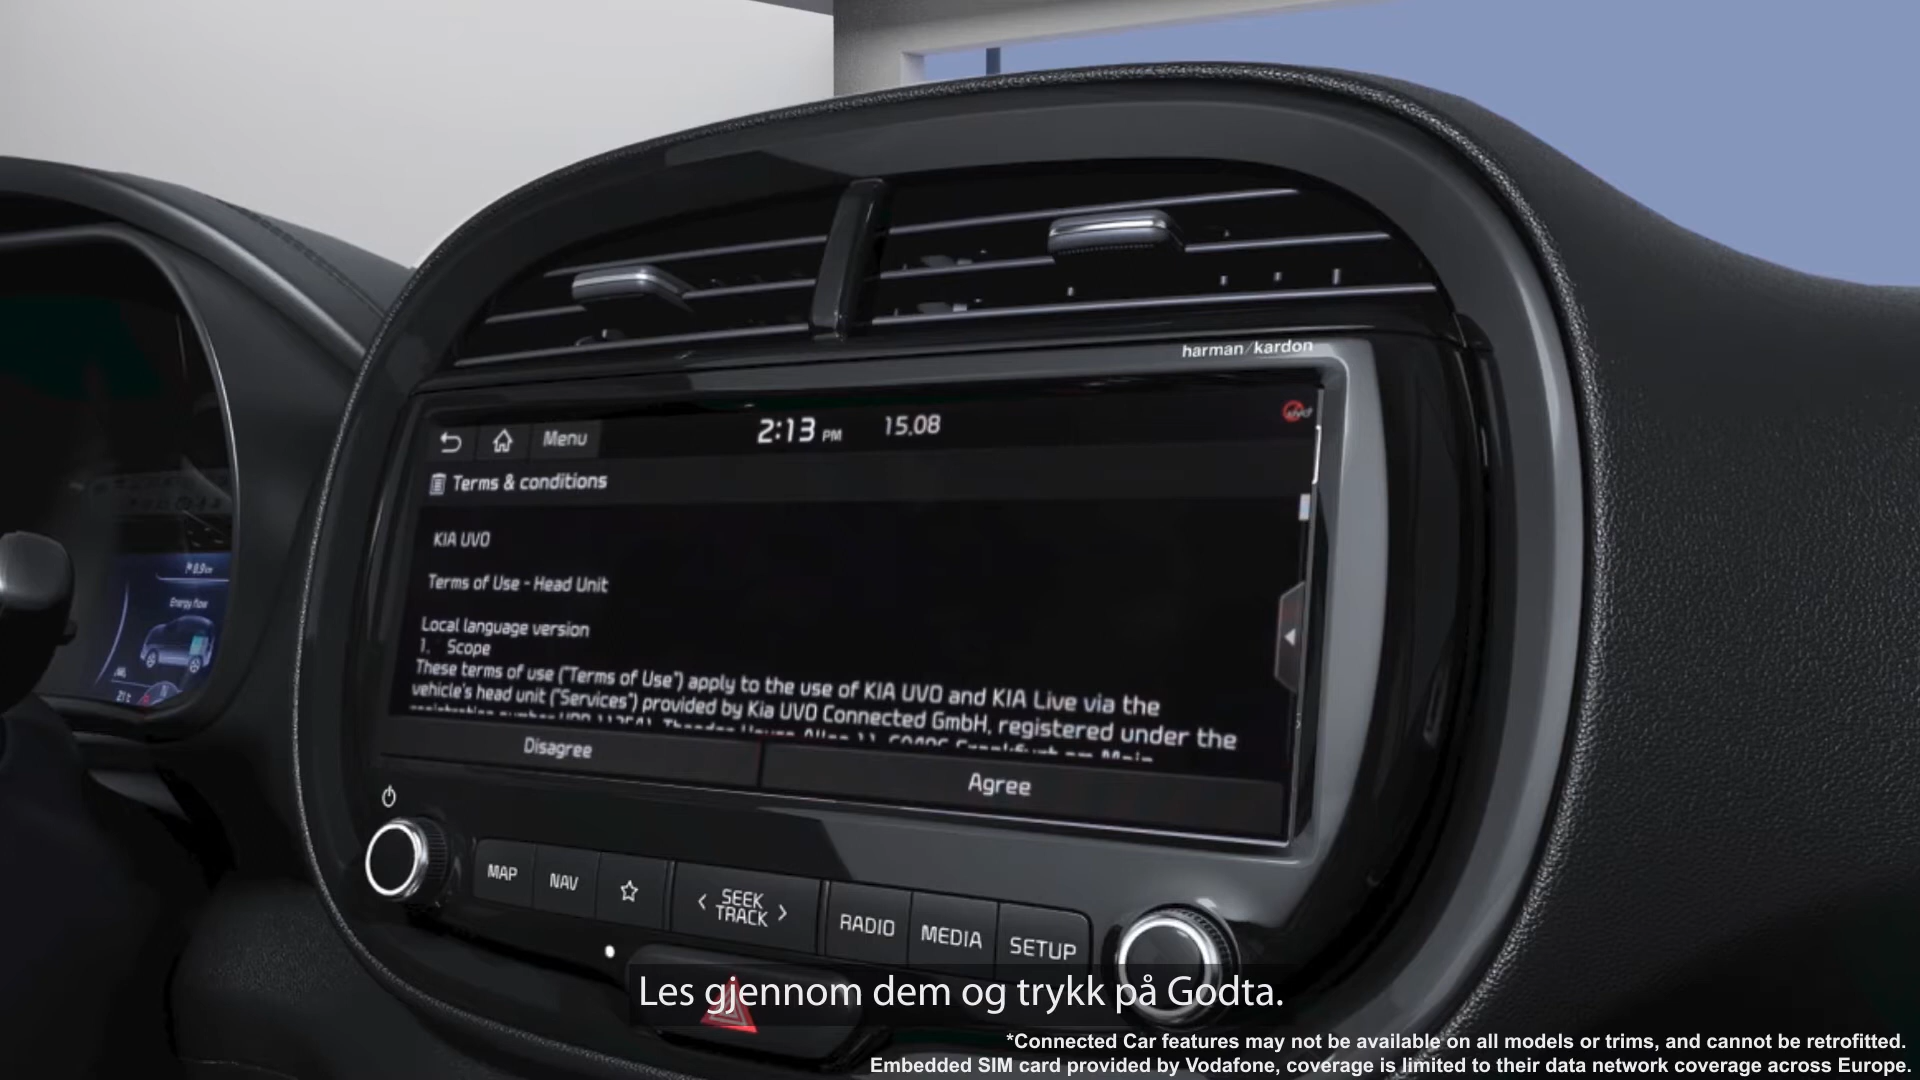 harman/kardon
Menu
2:13 PM
15.08
Terms & conditions
KIA UVO
Terms of Use - Head Unit
Local language version
1. Scope
These terms of use ("Terms of Use") apply to the use of KIA UVO and KIA Live via the
vehicle's head unit ("Services") provided by Kia UVO Connected GmbH, registered under the
Disagree
Agree
Energy flow
MAP
NAV
SEEK
TRACK
RADIO
MEDIA
SETUP
Les gjennom dem og trykk på Godta.
*Connected Car features may not be available on all models or trims, and cannot be retrofitted.
Embedded SIM card provided by Vodafone, coverage is limited to their data network coverage across Europe.